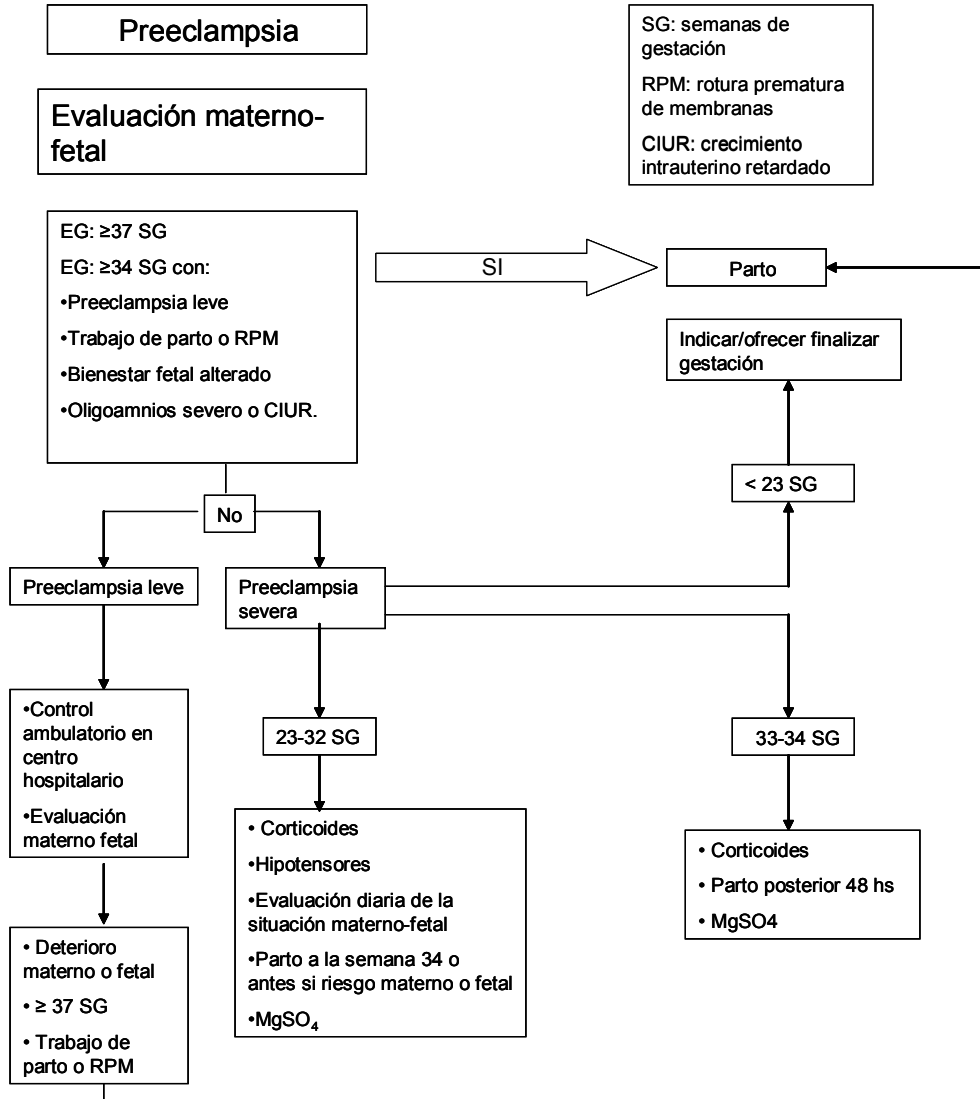 Preeclampsia
SG: semanas de
gestación
RPM: rotura prematura
de membranas
CIUR: crecimiento
intrauterino retardado
Evaluación materno-
fetal
EG: ≥37 SG
EG: ≥34 SG con:
•Preeclampsia leve
•Trabajo de parto o RPM
•Bienestar fetal alterado
•Oligoamnios severo o CIUR.
SI
Parto
Indicar/ofrecer finalizar
gestación
< 23 SG
No
Preeclampsia leve
Preeclampsia
severa
•Control
ambulatorio en
centro
hospitalario
•Evaluación
materno fetal
23-32 SG
33-34 SG
• Corticoides
•Hipotensores
•Evaluación diaria de la
situación materno-fetal
•Parto a la semana 34 o
antes si riesgo materno o fetal
•MgSO₄
• Corticoides
• Parto posterior 48 hs
• MgSO4
• Deterioro
materno o fetal
• ≥ 37 SG
• Trabajo de
parto o RPM